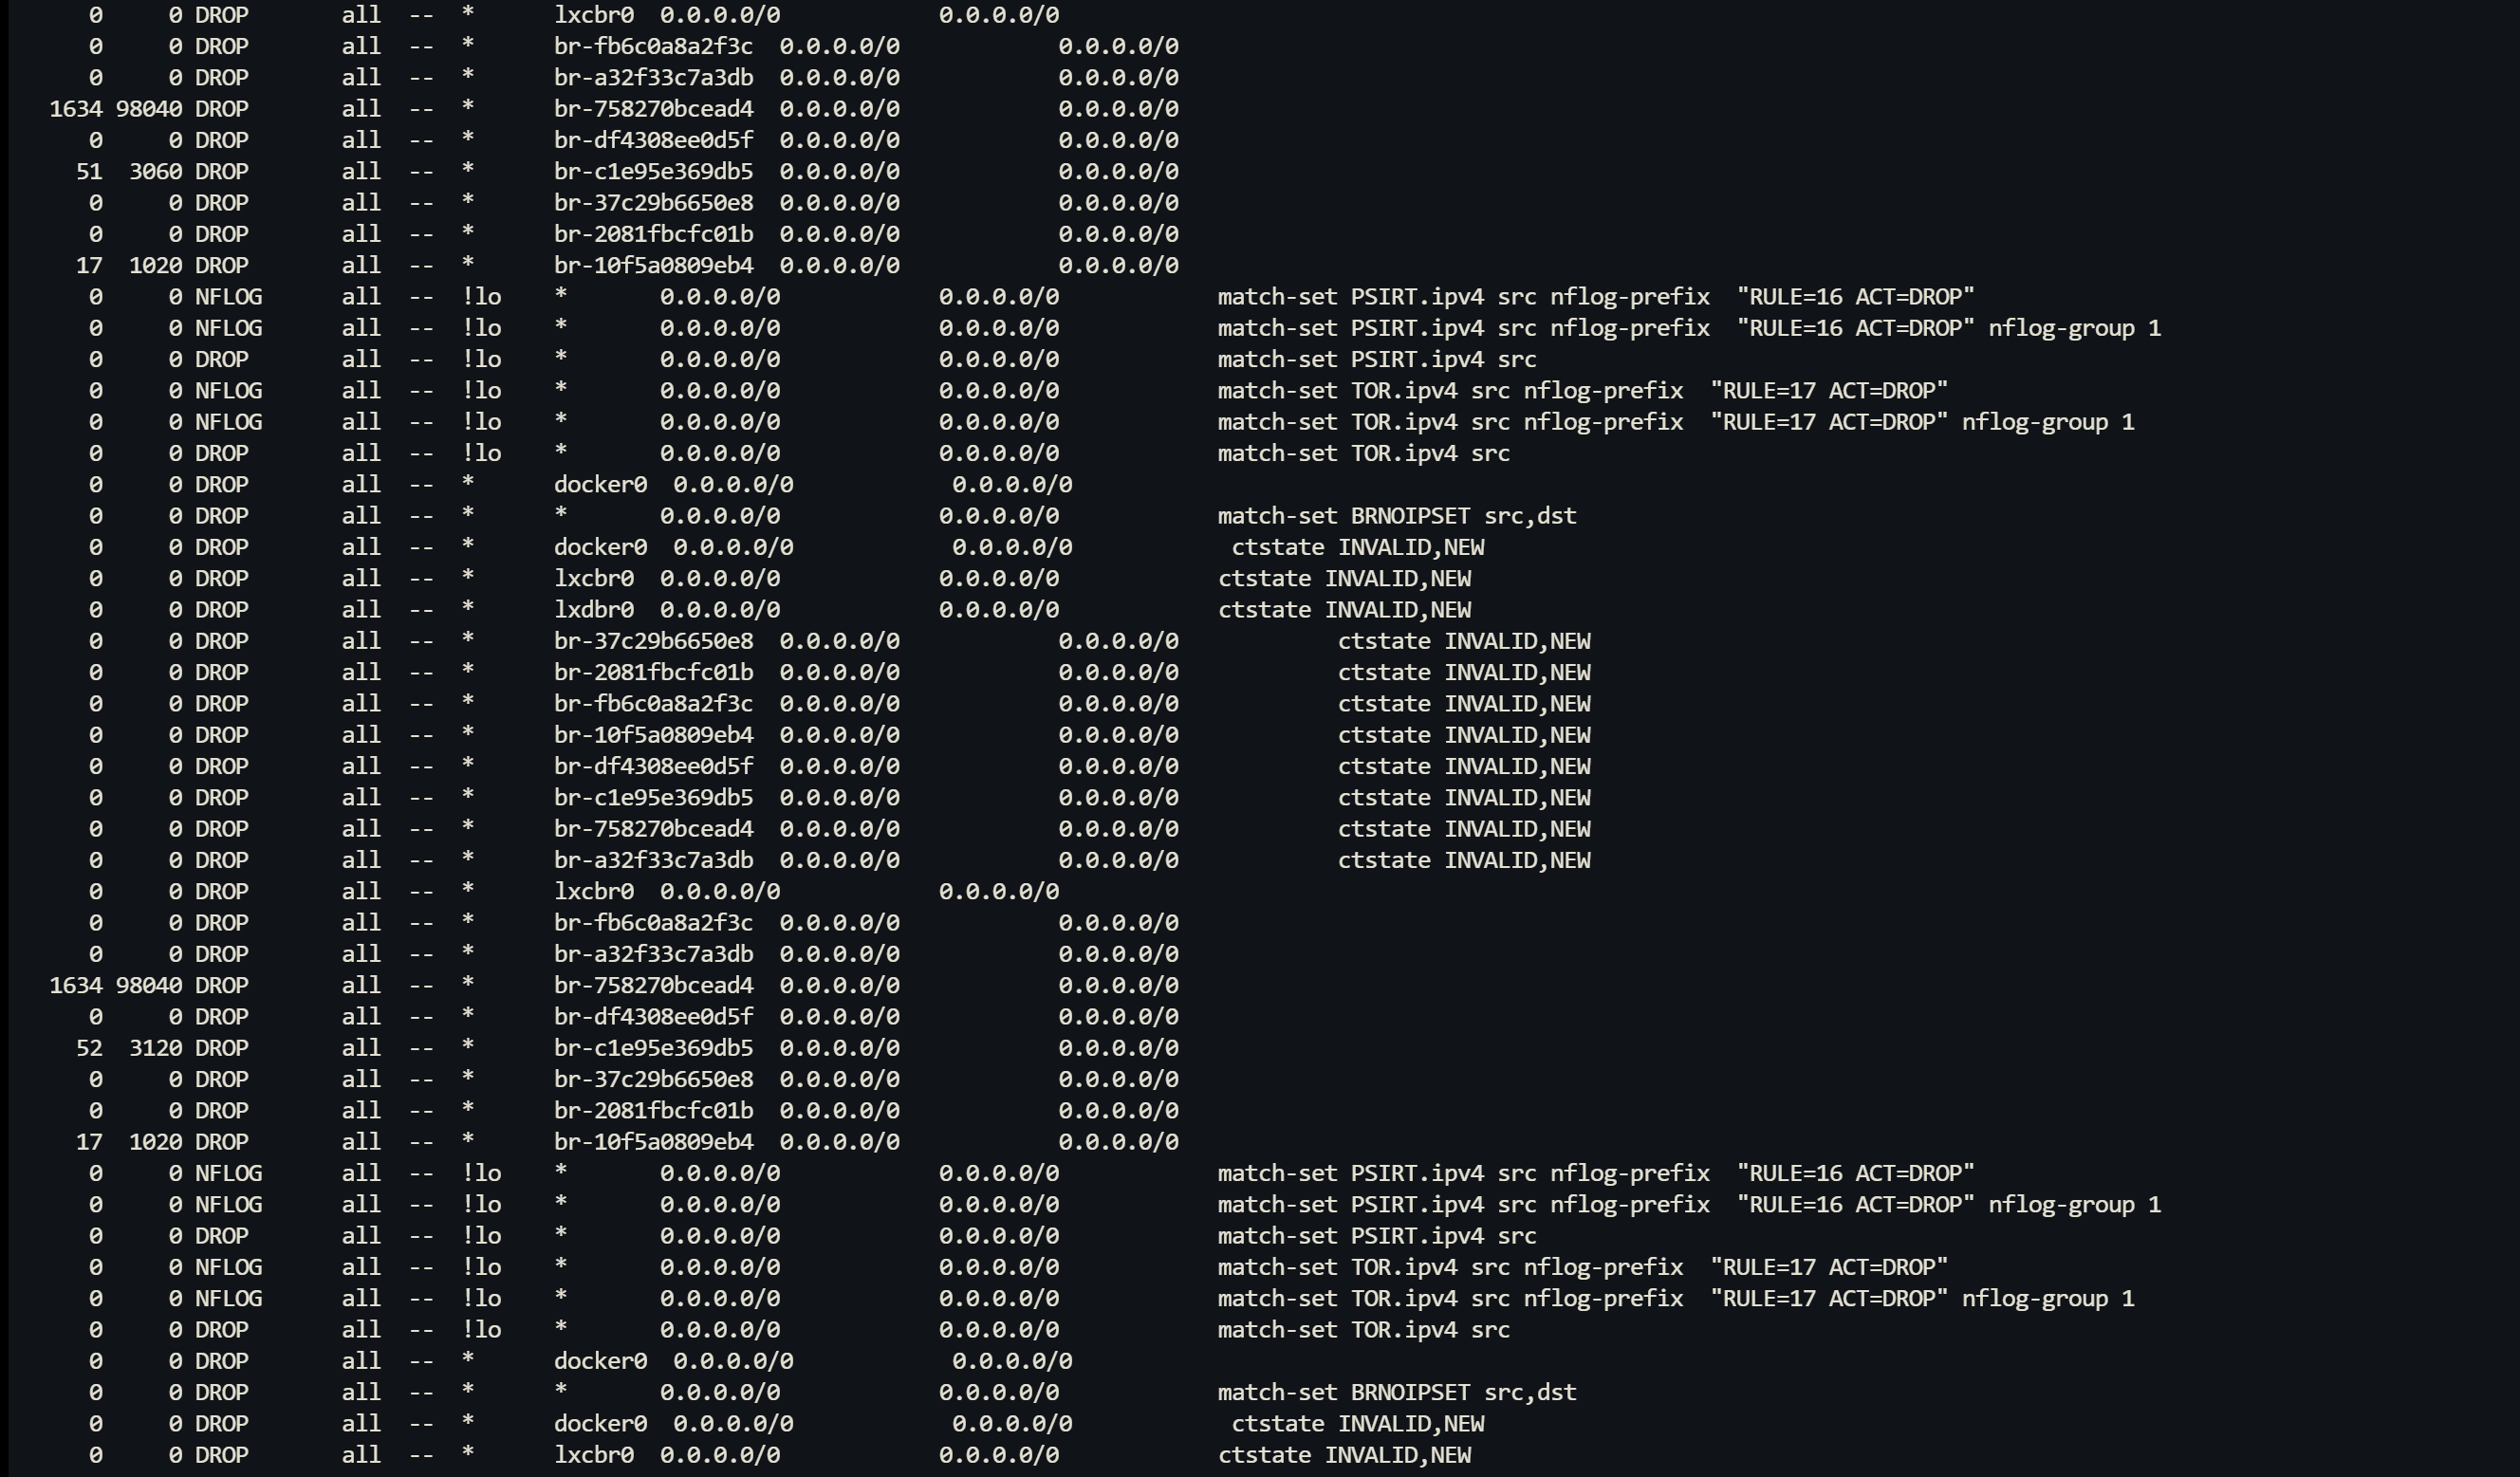 0 0 DROP all -- * lxcbr0 0.0.0.0/0 0.0.0.0/0
0 0 DROP all -- * br-fb6c0a8a2f3c 0.0.0.0/0 0.0.0.0/0
0 0 DROP all -- * br-a32f33c7a3db 0.0.0.0/0 0.0.0.0/0
1634 98040 DROP all -- * br-758270bcead4 0.0.0.0/0 0.0.0.0/0
0 0 DROP all -- * br-df4308ee0d5f 0.0.0.0/0 0.0.0.0/0
51 3060 DROP all -- * br-c1e95e369db5 0.0.0.0/0 0.0.0.0/0
0 0 DROP all -- * br-37c29b6650e8 0.0.0.0/0 0.0.0.0/0
0 0 DROP all -- * br-2081fbcfc01b 0.0.0.0/0 0.0.0.0/0
17 1020 DROP all -- * br-10f5a0809eb4 0.0.0.0/0 0.0.0.0/0
0 0 NFLOG all -- !lo * 0.0.0.0/0 0.0.0.0/0 match-set PSIRT.ipv4 src nflog-prefix "RULE=16 ACT=DROP"
0 0 NFLOG all -- !lo * 0.0.0.0/0 0.0.0.0/0 match-set PSIRT.ipv4 src nflog-prefix "RULE=16 ACT=DROP" nflog-group 1
0 0 DROP all -- !lo * 0.0.0.0/0 0.0.0.0/0 match-set PSIRT.ipv4 src
0 0 NFLOG all -- !lo * 0.0.0.0/0 0.0.0.0/0 match-set TOR.ipv4 src nflog-prefix "RULE=17 ACT=DROP"
0 0 NFLOG all -- !lo * 0.0.0.0/0 0.0.0.0/0 match-set TOR.ipv4 src nflog-prefix "RULE=17 ACT=DROP" nflog-group 1
0 0 DROP all -- !lo * 0.0.0.0/0 0.0.0.0/0 match-set TOR.ipv4 src
0 0 DROP all -- * docker0 0.0.0.0/0 0.0.0.0/0
0 0 DROP all -- * * 0.0.0.0/0 0.0.0.0/0 match-set BRNOIPSET src,dst
0 0 DROP all -- * docker0 0.0.0.0/0 0.0.0.0/0 ctstate INVALID,NEW
0 0 DROP all -- * lxcbr0 0.0.0.0/0 0.0.0.0/0 ctstate INVALID,NEW
0 0 DROP all -- * lxdbr0 0.0.0.0/0 0.0.0.0/0 ctstate INVALID,NEW
0 0 DROP all -- * br-37c29b6650e8 0.0.0.0/0 0.0.0.0/0 ctstate INVALID,NEW
0 0 DROP all -- * br-2081fbcfc01b 0.0.0.0/0 0.0.0.0/0 ctstate INVALID,NEW
0 0 DROP all -- * br-fb6c0a8a2f3c 0.0.0.0/0 0.0.0.0/0 ctstate INVALID,NEW
0 0 DROP all -- * br-10f5a0809eb4 0.0.0.0/0 0.0.0.0/0 ctstate INVALID,NEW
0 0 DROP all -- * br-df4308ee0d5f 0.0.0.0/0 0.0.0.0/0 ctstate INVALID,NEW
0 0 DROP all -- * br-c1e95e369db5 0.0.0.0/0 0.0.0.0/0 ctstate INVALID,NEW
0 0 DROP all -- * br-758270bcead4 0.0.0.0/0 0.0.0.0/0 ctstate INVALID,NEW
0 0 DROP all -- * br-a32f33c7a3db 0.0.0.0/0 0.0.0.0/0 ctstate INVALID,NEW
0 0 DROP all -- * lxcbr0 0.0.0.0/0 0.0.0.0/0
0 0 DROP all -- * br-fb6c0a8a2f3c 0.0.0.0/0 0.0.0.0/0
0 0 DROP all -- * br-a32f33c7a3db 0.0.0.0/0 0.0.0.0/0
1634 98040 DROP all -- * br-758270bcead4 0.0.0.0/0 0.0.0.0/0
0 0 DROP all -- * br-df4308ee0d5f 0.0.0.0/0 0.0.0.0/0
52 3120 DROP all -- * br-c1e95e369db5 0.0.0.0/0 0.0.0.0/0
0 0 DROP all -- * br-37c29b6650e8 0.0.0.0/0 0.0.0.0/0
0 0 DROP all -- * br-2081fbcfc01b 0.0.0.0/0 0.0.0.0/0
17 1020 DROP all -- * br-10f5a0809eb4 0.0.0.0/0 0.0.0.0/0
0 0 NFLOG all -- !lo * 0.0.0.0/0 0.0.0.0/0 match-set PSIRT.ipv4 src nflog-prefix "RULE=16 ACT=DROP"
0 0 NFLOG all -- !lo * 0.0.0.0/0 0.0.0.0/0 match-set PSIRT.ipv4 src nflog-prefix "RULE=16 ACT=DROP" nflog-group 1
0 0 DROP all -- !lo * 0.0.0.0/0 0.0.0.0/0 match-set PSIRT.ipv4 src
0 0 NFLOG all -- !lo * 0.0.0.0/0 0.0.0.0/0 match-set TOR.ipv4 src nflog-prefix "RULE=17 ACT=DROP"
0 0 NFLOG all -- !lo * 0.0.0.0/0 0.0.0.0/0 match-set TOR.ipv4 src nflog-prefix "RULE=17 ACT=DROP" nflog-group 1
0 0 DROP all -- !lo * 0.0.0.0/0 0.0.0.0/0 match-set TOR.ipv4 src
0 0 DROP all -- * docker0 0.0.0.0/0 0.0.0.0/0
0 0 DROP all -- * * 0.0.0.0/0 0.0.0.0/0 match-set BRNOIPSET src,dst
0 0 DROP all -- * docker0 0.0.0.0/0 0.0.0.0/0 ctstate INVALID,NEW
0 0 DROP all -- * lxcbr0 0.0.0.0/0 0.0.0.0/0 ctstate INVALID,NEW